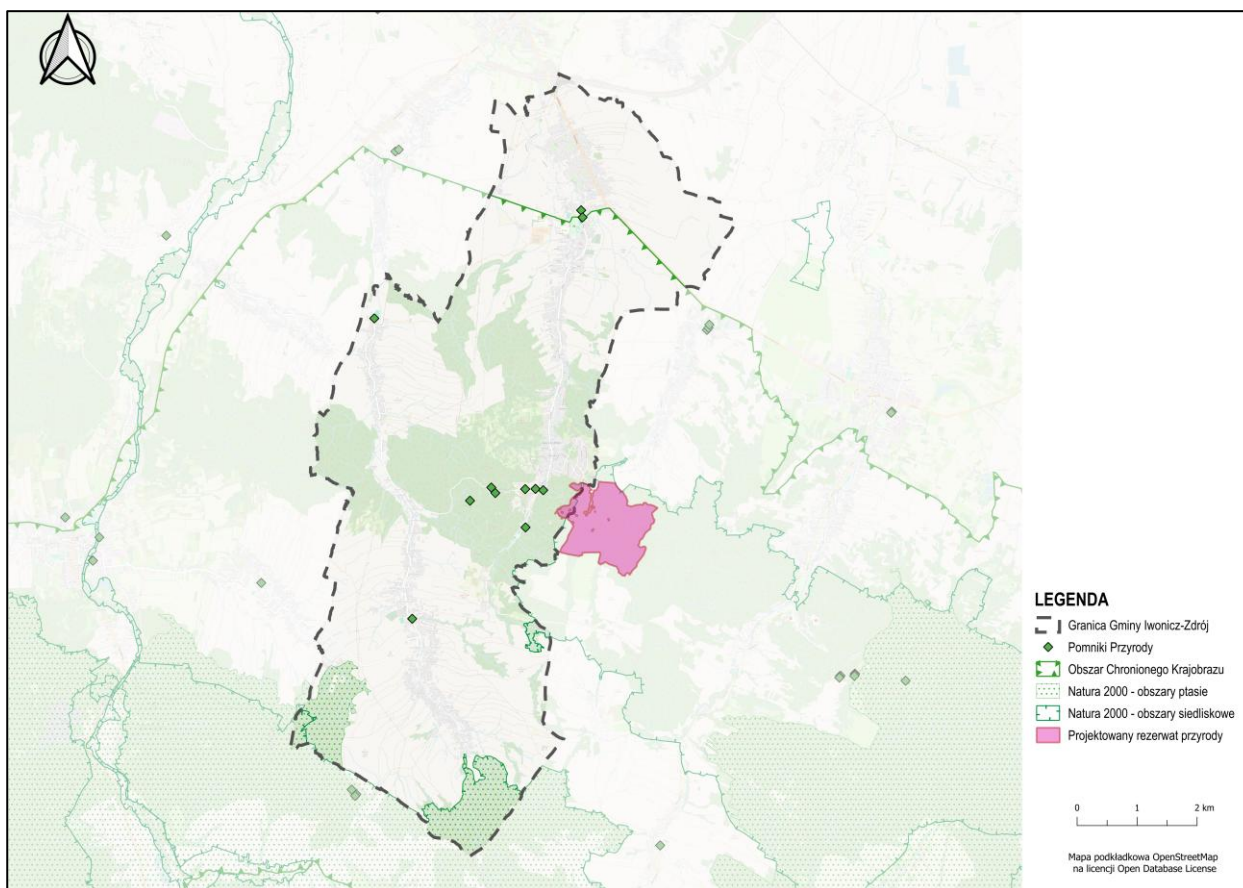 LEGENDA
Granica Gminy Iwonicz-Zdrój
Pomniki Przyrody
Obszar Chronionego Krajobrazu
Natura 2000 - obszary ptasie
Natura 2000 - obszary siedliskowe
Projektowany rezerwat przyrody
0 1 2 km
Mapa podkładkowa OpenStreetMap
na licencji Open Database License